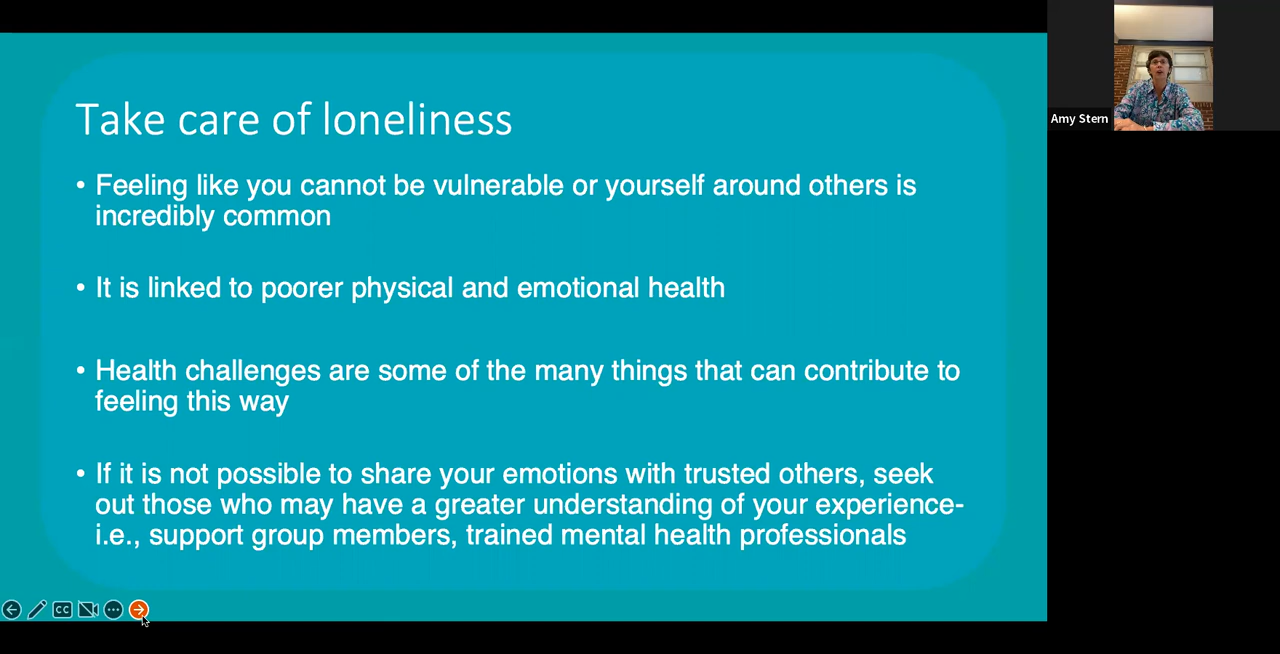 Take care of loneliness
• Feeling like you cannot be vulnerable or yourself around others is
incredibly common
• It is linked to poorer physical and emotional health
• Health challenges are some of the many things that can contribute to
feeling this way
• If it is not possible to share your emotions with trusted others, seek
out those who may have a greater understanding of your experience-
i.e., support group members, trained mental health professionals
CC
Amy Stern